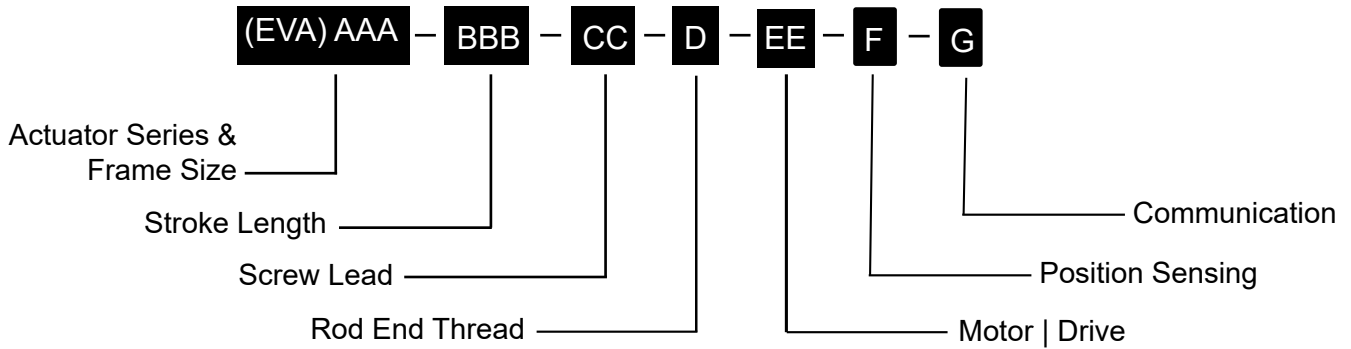 (EVA) AAA – BBB – CC – D – EE – F – G
Actuator Series &
Frame Size
Stroke Length
Screw Lead
Rod End Thread
Communication
Position Sensing
Motor | Drive